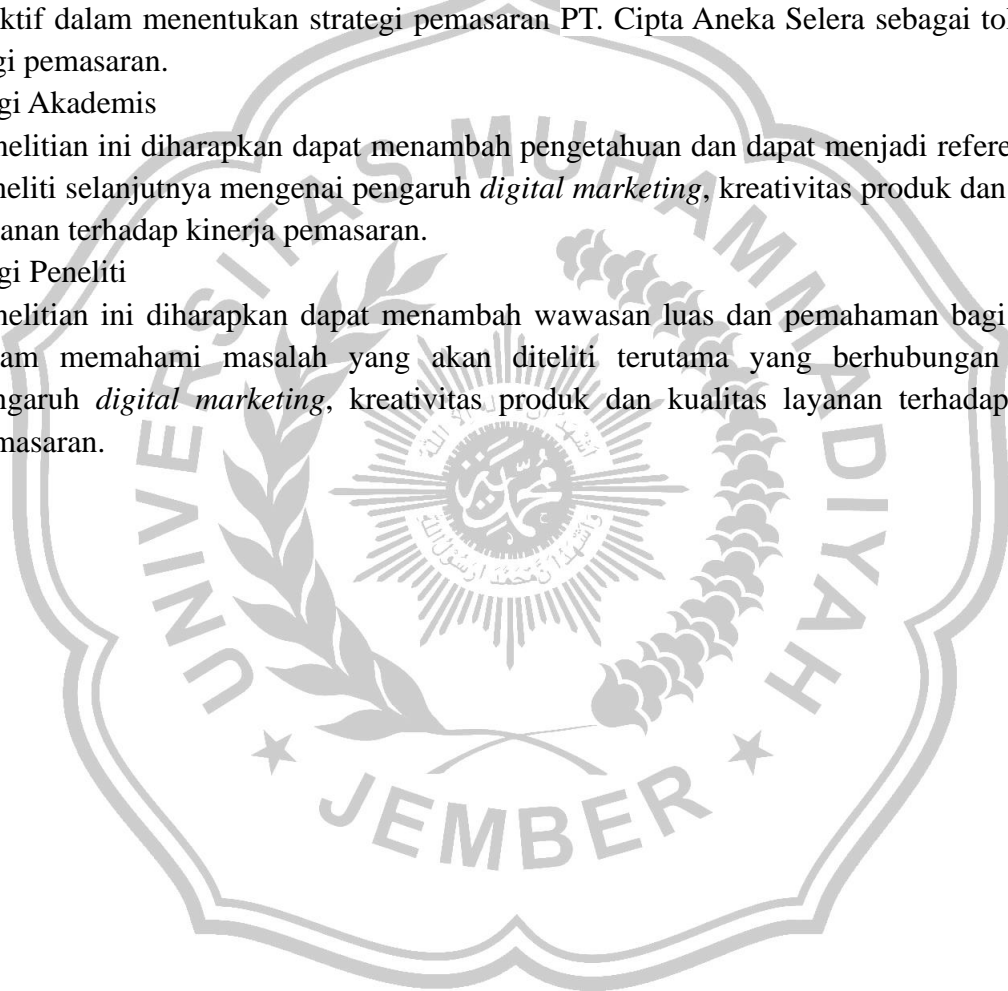 ktif dalam menentukan strategi pemasaran PT. Cipta Aneka Selera sebagai tol
gi pemasaran.
gi Akademis
nelitian ini diharapkan dapat menambah pengetahuan dan dapat menjadi refere
neliti selanjutnya mengenai pengaruh digital marketing, kreativitas produk dan
anan terhadap kinerja pemasaran.
gi Peneliti
nelitian ini diharapkan dapat menambah wawasan luas dan pemahaman bagi
am memahami masalah yang akan diteliti terutama yang berhubungan
ngaruh digital marketing, kreativitas produk dan kualitas layanan terhadap
masaran.
UNIVERSITAS MUHAMMADIYAH
JEMBER